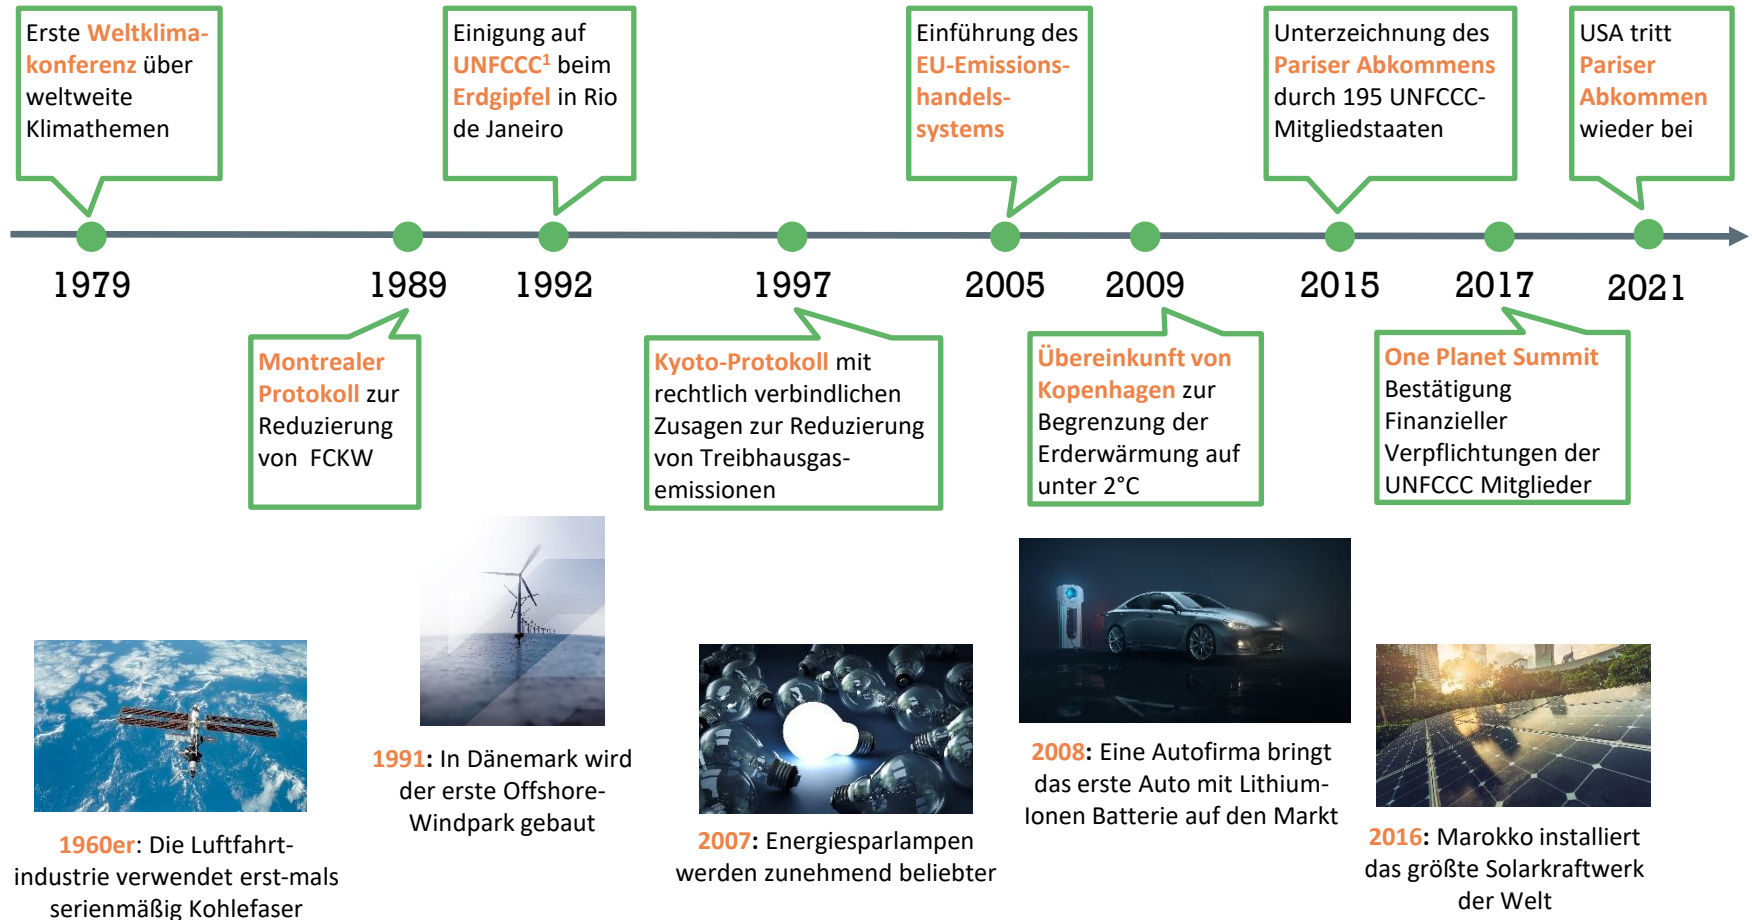 Erste Weltklima-
konferenz über
weltweite
Klimathemen
Einigung auf
UNFCCC¹ beim
Erdgipfel in Rio
de Janeiro
Einführung des
EU-Emissions-
handels-
systems
Unterzeichnung des
Pariser Abkommens
durch 195 UNFCCC-
Mitgliedstaaten
USA tritt
Pariser
Abkommen
wieder bei
1979 1989 1992 1997 2005 2009 2015 2017 2021
Montrealer
Protokoll zur
Reduzierung
von FCKW
Kyoto-Protokoll mit
rechtlich verbindlichen
Zusagen zur Reduzierung
von Treibhausgas-
emissionen
Übereinkunft von
Kopenhagen zur
Begrenzung der
Erderwärmung auf
unter 2°C
One Planet Summit
Bestätigung
Finanzieller
Verpflichtungen der
UNFCCC Mitglieder
1960er: Die Luftfahrt-
industrie verwendet erst-mals
serienmäßig Kohlefaser
1991: In Dänemark wird
der erste Offshore-
Windpark gebaut
2007: Energiesparlampen
werden zunehmend beliebter
2008: Eine Autofirma bringt
das erste Auto mit Lithium-
Ionen Batterie auf den Markt
2016: Marokko installiert
das größte Solarkraftwerk
der Welt